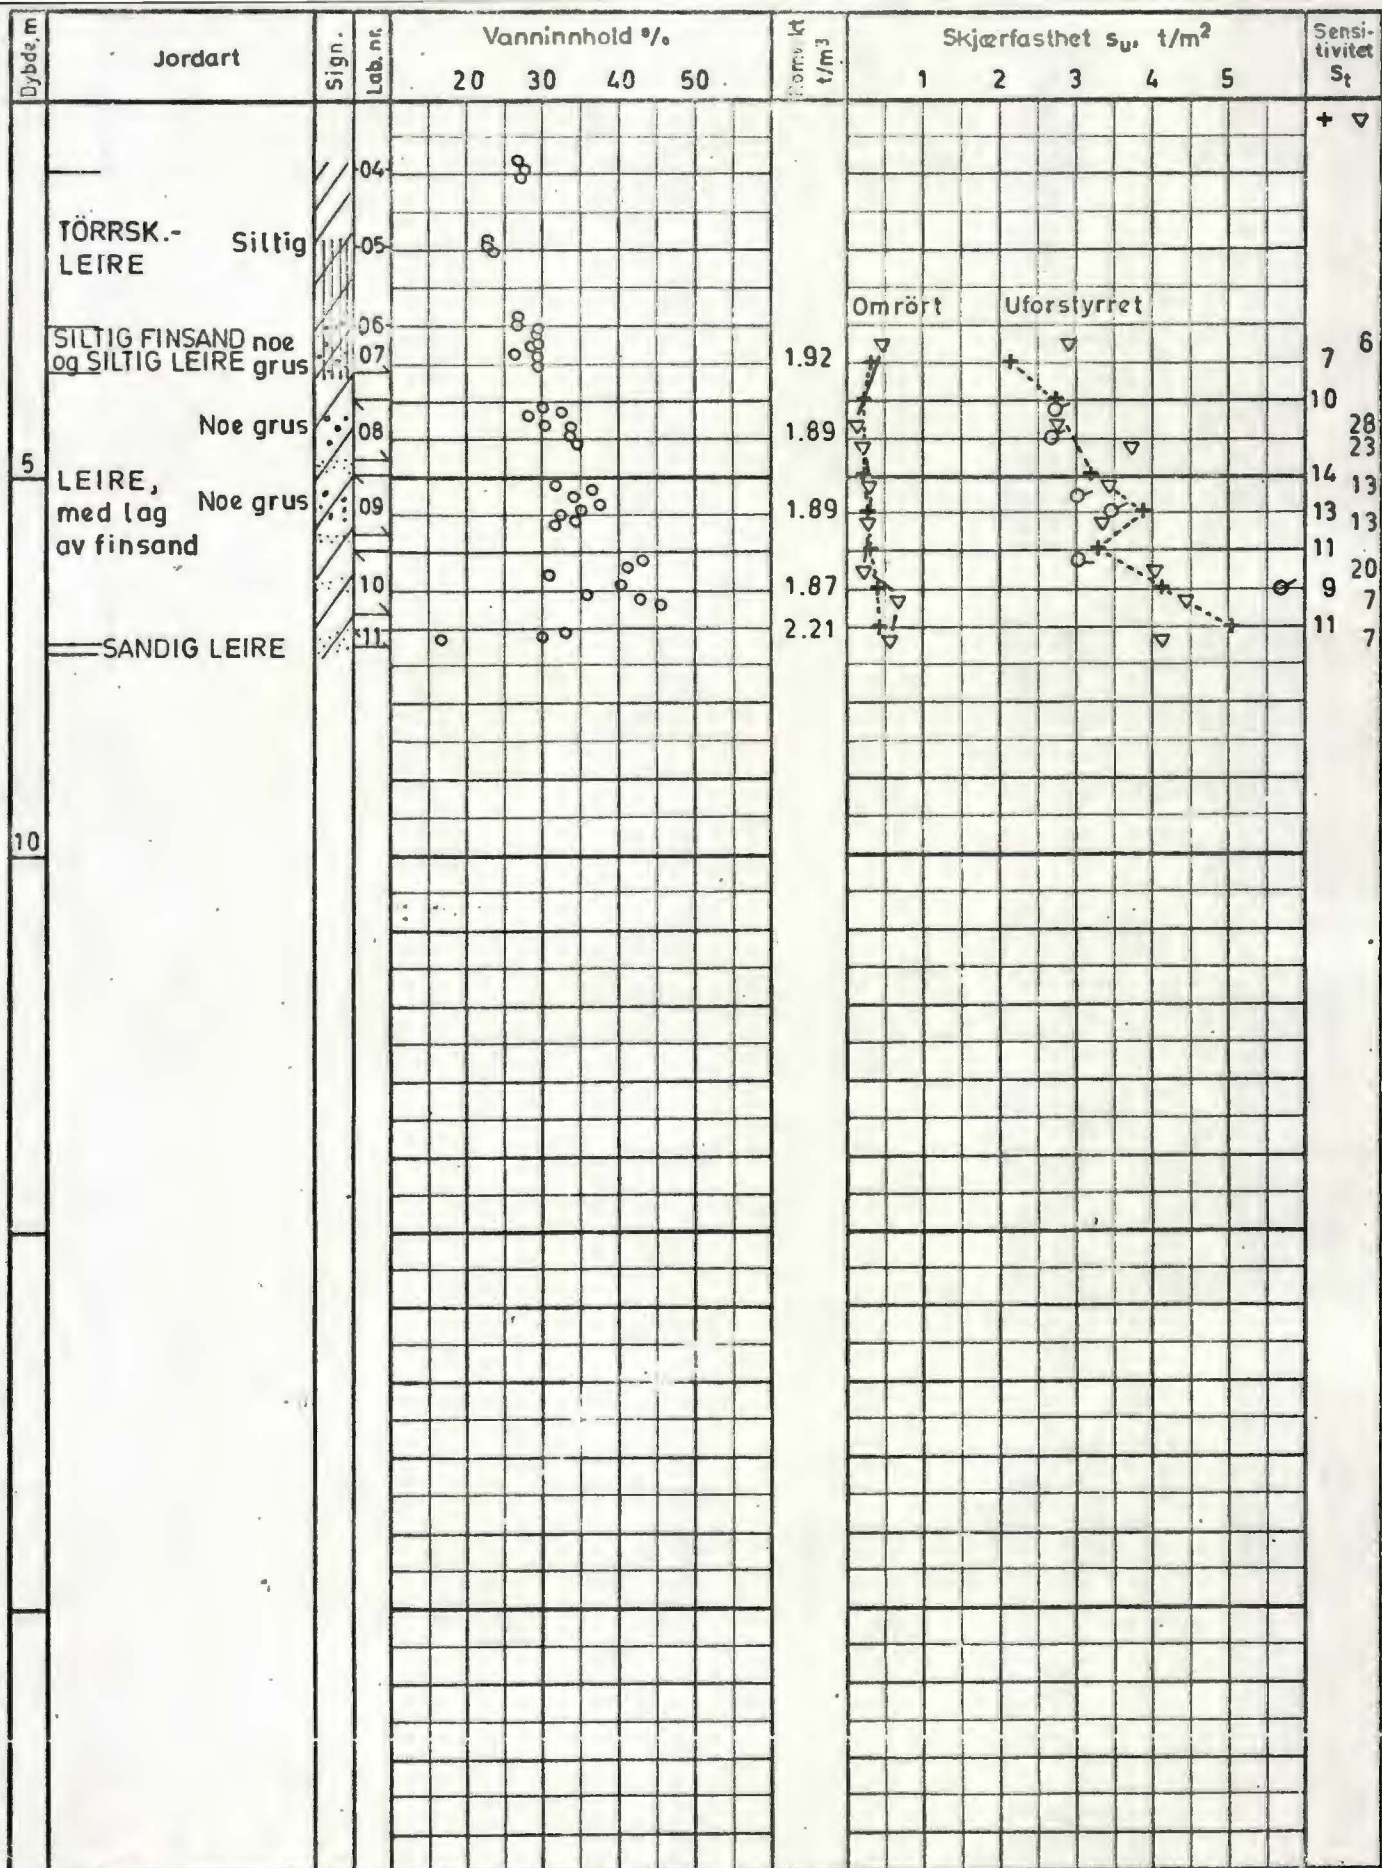 Dybde, m
Jordart
Sign.
Lab. nr.
Vanninnhold %
20 30 40 50
t/m³
Skjærfasthet su, t/m²
1 2 3 4 5
Sensi-
tivitet
St
+ ▽
04
TÖRRSK.-
LEIRE
Siltig
05
Omrört
Uforstyrret
06
SILTIG FINSAND noe
og SILTIG LEIRE grus
07
1.92
7 6
10
Noe grus
08
1.89
28
23
5
14 13
LEIRE,
med lag
av finsand
Noe grus
09
1.89
13 13
11
10
1.87
20
9 7
SANDIG LEIRE
11
2.21
11 7
10